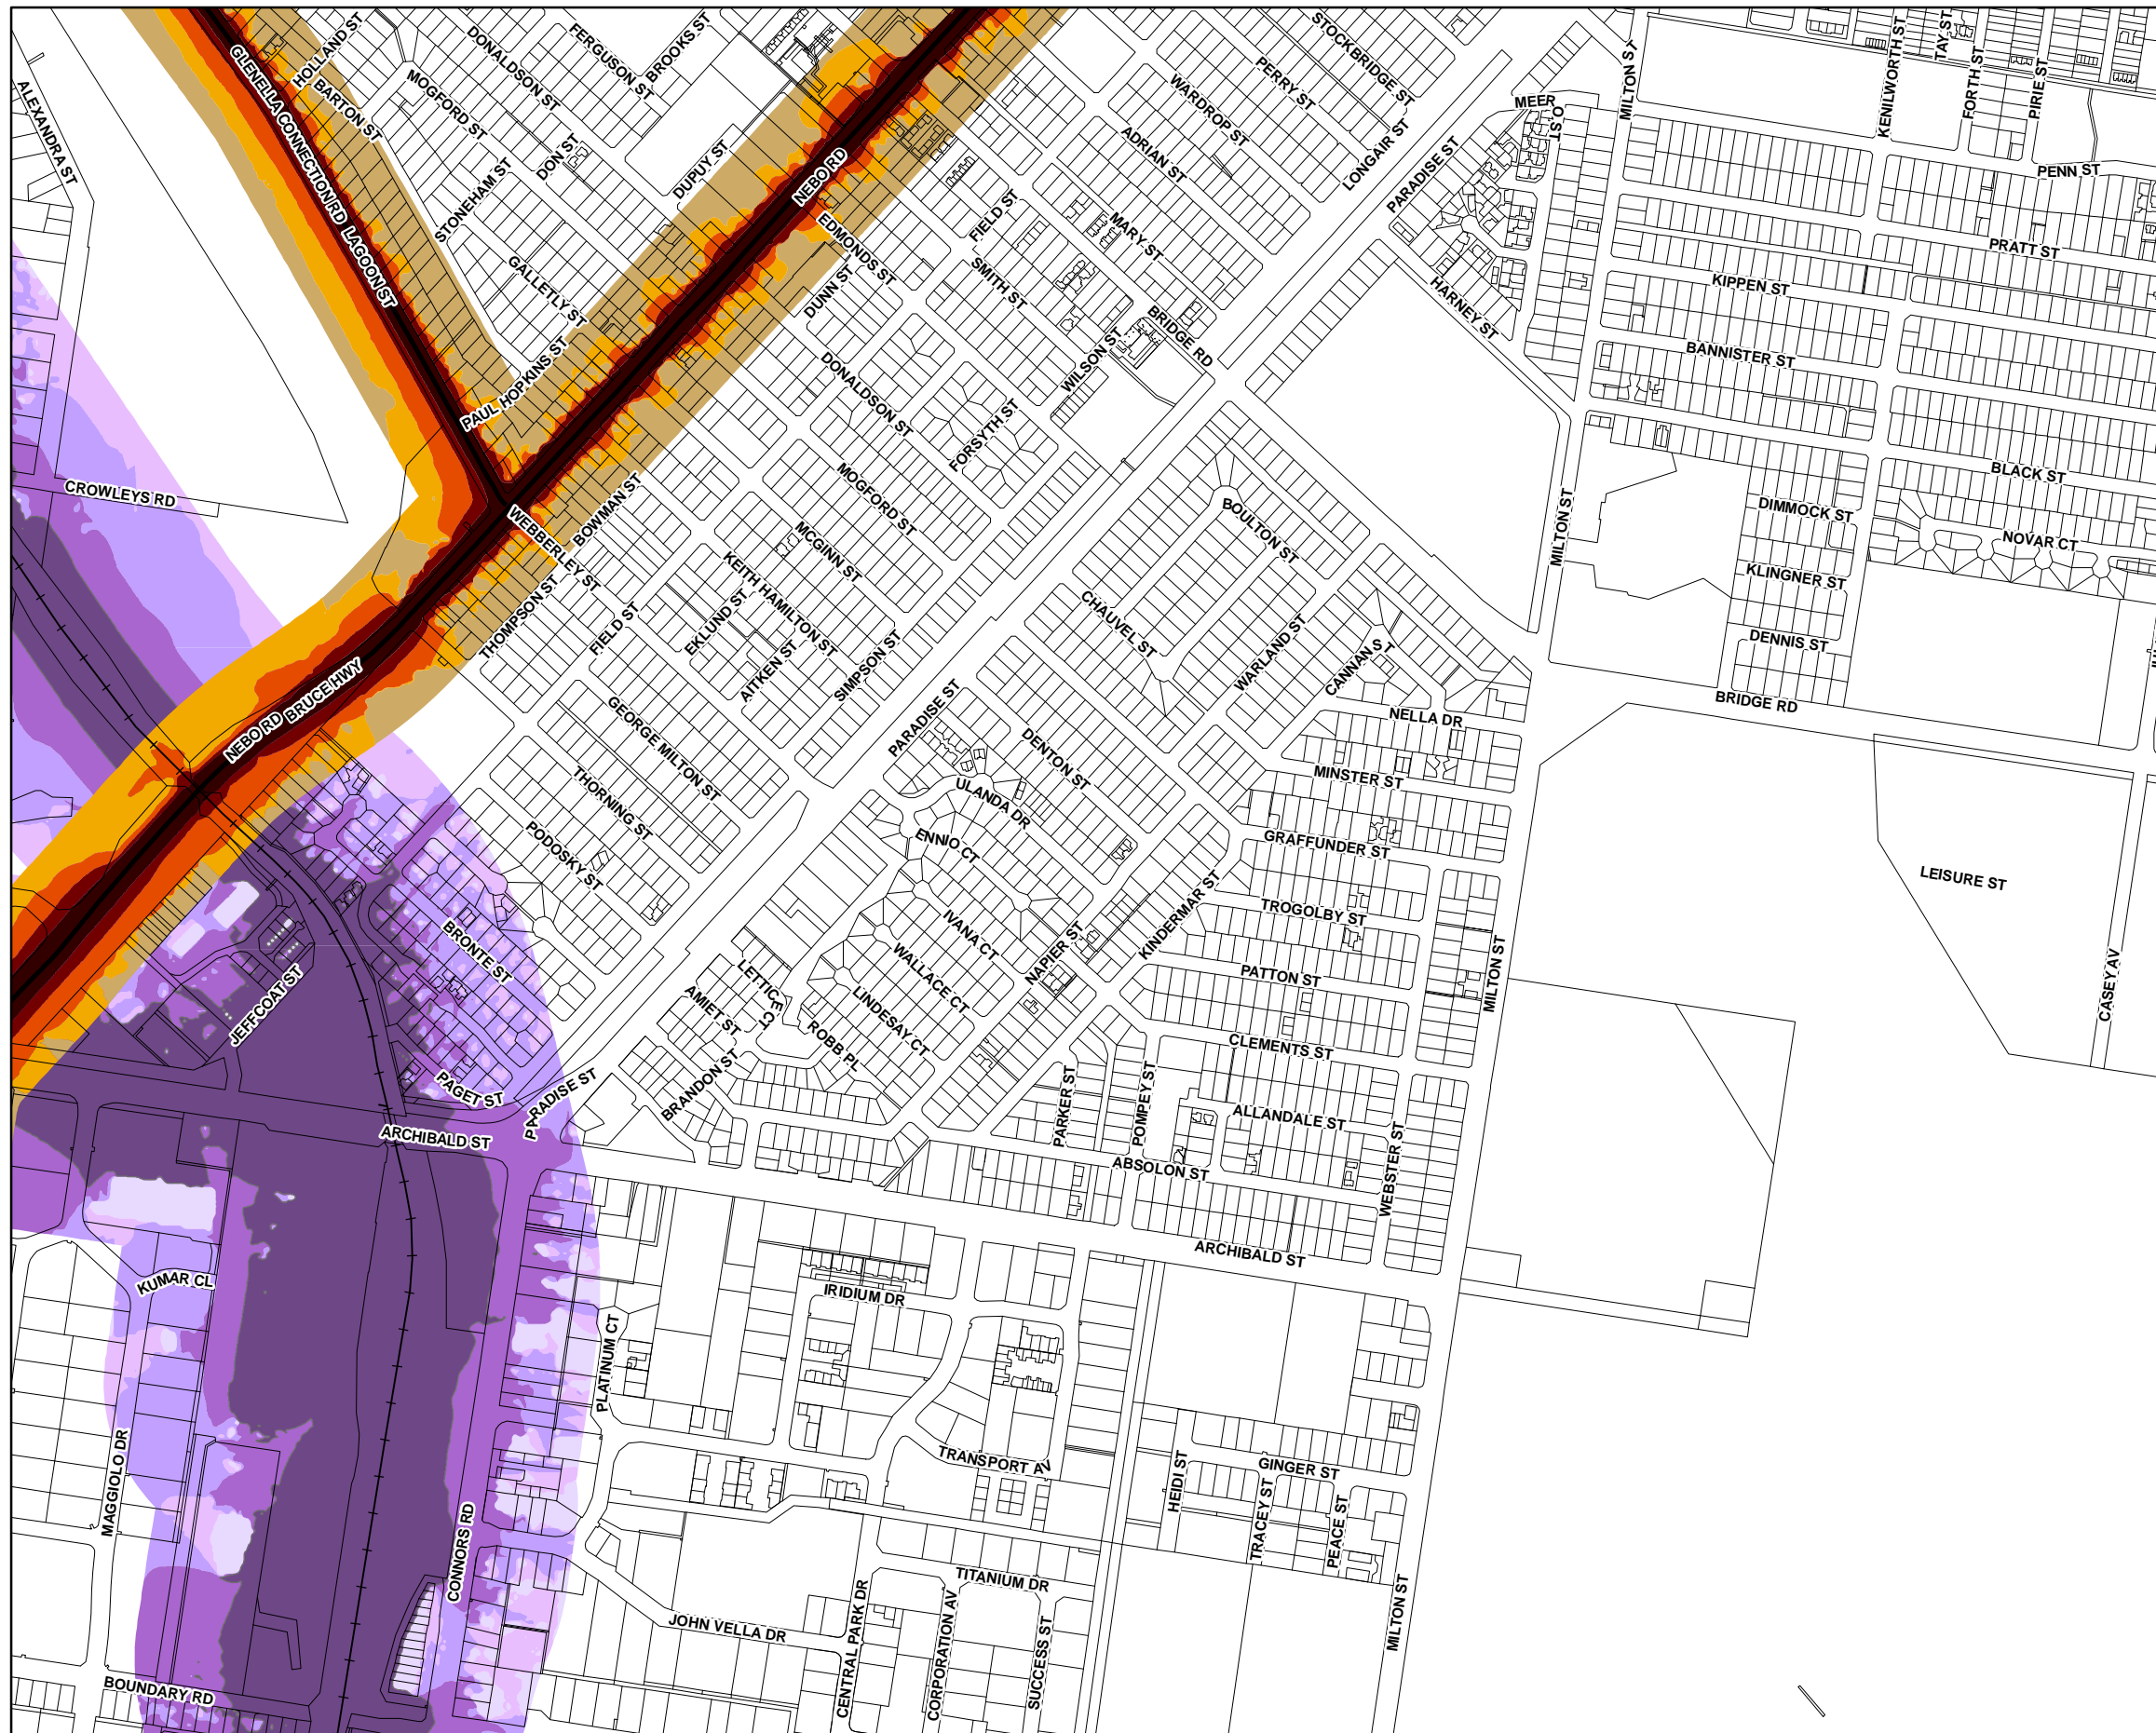 HOLLAND ST
DONALDSON ST
FERGUSON ST
BROOKS ST
STOCKBRIDGE ST
KENILWORTH ST
TAY ST
FORTH ST
PIRIE ST
MILTON ST
GLENELLA CONNECTION RD
BARTON ST
MOGFORD ST
PERRY ST
WARDROP ST
MEER
O ST
ALEXANDRA ST
DON ST
DUPUY ST
NEBO RD
ADRIAN ST
LONGAIR ST
PARADISE ST
PENN ST
STONEHAM ST
LAGOON ST
EDMONDS ST
FIELD ST
MARY ST
PRATT ST
GALLETLY ST
DUNN ST
SMITH ST
BRIDGE RD
HARNEY ST
KIPPEN ST
PAUL HOPKINS ST
DONALDSON ST
WILSON ST
BANNISTER ST
FORSYTH ST
MOGFORD ST
BLACK ST
CROWLEYS RD
WEBBERLEY ST
BOWMAN ST
BOULTON ST
MILTON ST
DIMMOCK ST
NOVAR CT
MCGINN ST
KEITH HAMILTON ST
KLINGNER ST
THOMPSON ST
FIELD ST
EKLUND ST
AITKEN ST
SIMPSON ST
CHAUVEL ST
WARLAND ST
CANNAN ST
DENNIS ST
NEBO RD
BRUCE HWY
GEORGE MILTON ST
PARADISE ST
NELLA DR
BRIDGE RD
DENTON ST
MINSTER ST
THORNING ST
ULANDA DR
PODOSKY ST
ENNIO CT
GRAFFUNDER ST
LEISURE ST
KINDERMAR ST
TROGOLBY ST
BRONTE ST
IVANA CT
WALLACE CT
NAPIER ST
PATTON ST
MILTON ST
CASEY AV
JEFFCOAT ST
LETTICE CT
AMIET ST
LINDESAY CT
ROBB PL
CLEMENTS ST
PAGET ST
PARADISE ST
BRANDON ST
PARKER ST
POMPEY ST
ALLANDALE ST
ARCHIBALD ST
ABSOLON ST
WEBSTER ST
ARCHIBALD ST
KUMAR CL
IRIDIUM DR
PLATINUM CT
TRANSPORT AV
HEIDI ST
GINGER ST
MAGGIOLO DR
CONNORS RD
TRACEY ST
PEACE ST
TITANIUM DR
JOHN VELLA DR
CENTRAL PARK DR
CORPORATION AV
SUCCESS ST
MILTON ST
BOUNDARY RD